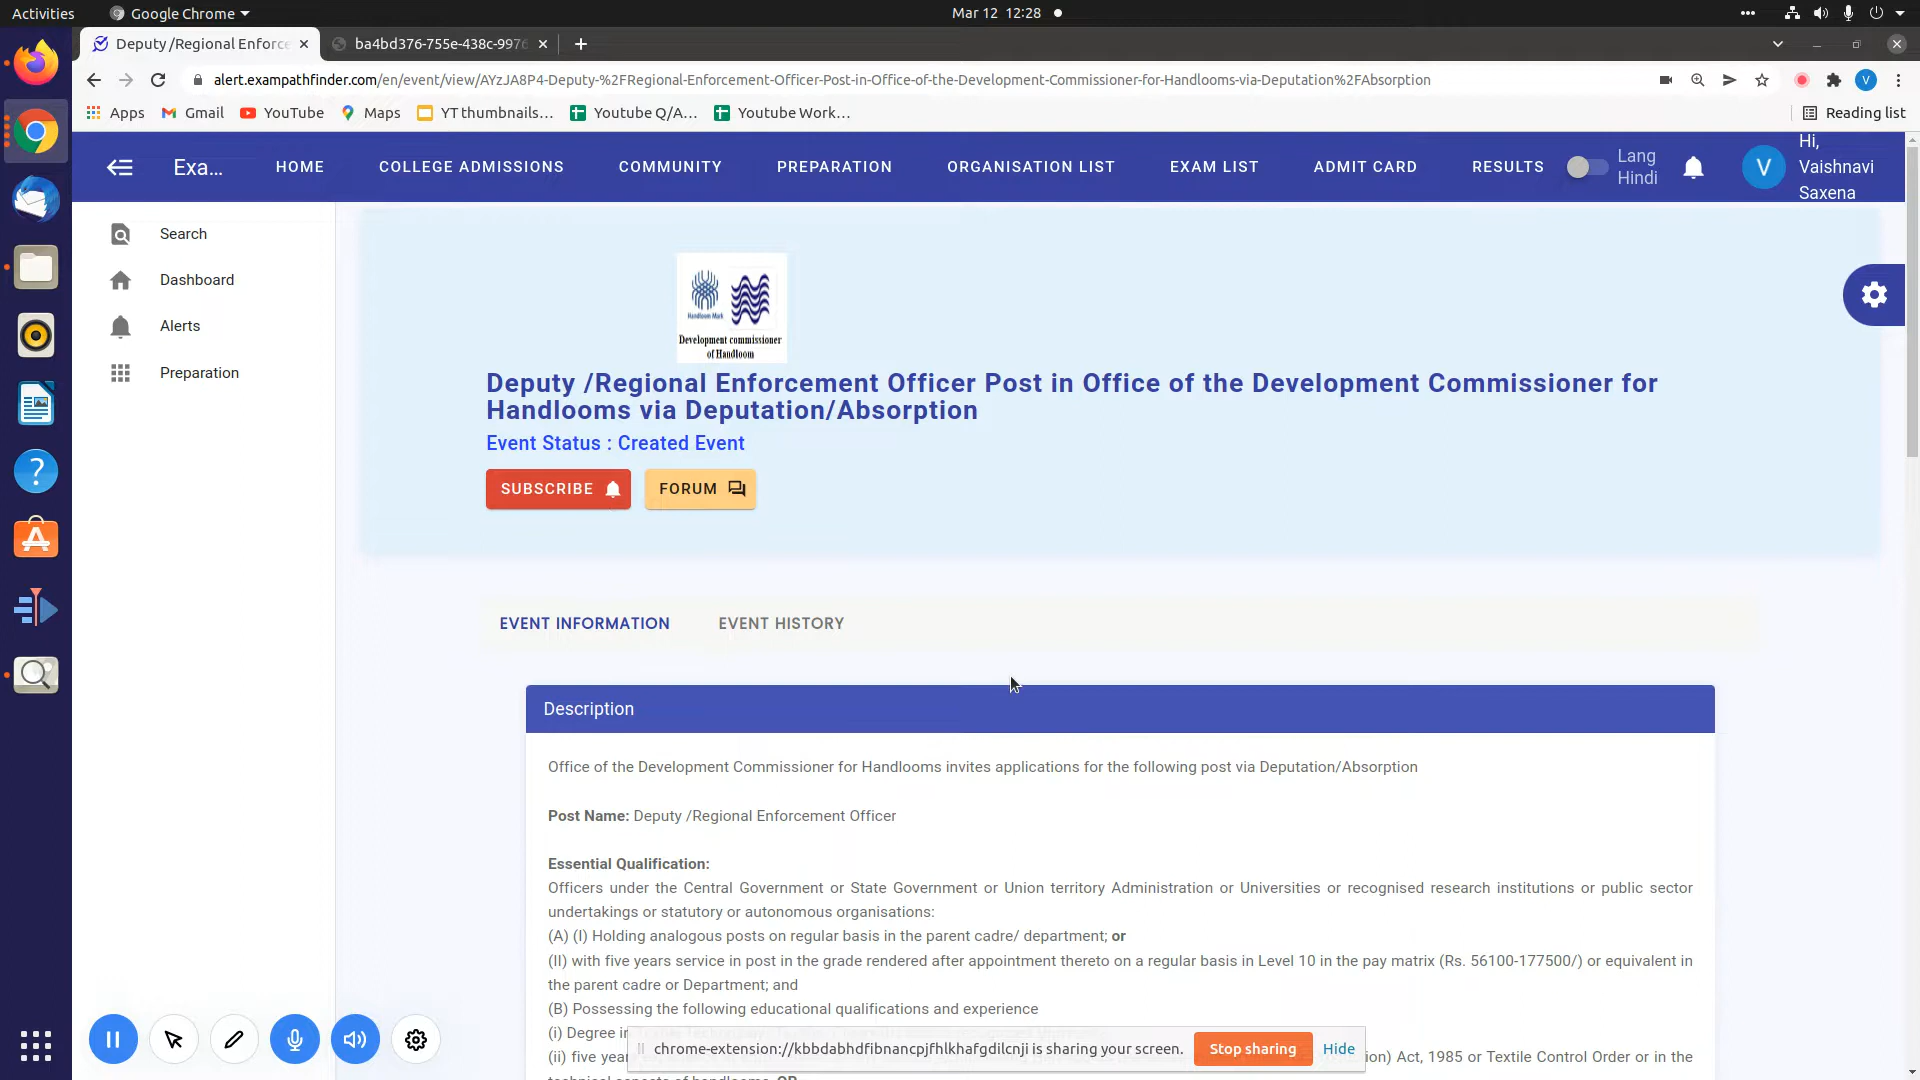 Activities
Google Chrome
Mar 12 12:28
Deputy /Regional Enforce
ba4bd376-755e-438c-9976
alert.exampathfinder.com/en/event/view/AYzJA8P4-Deputy-%2FRegional-Enforcement-Officer-Post-in-Office-of-the-Development-Commissioner-for-Handlooms-via-Deputation%2FAbsorption
V
Apps
Gmail
YouTube
Maps
YT thumbnails...
Youtube Q/A...
Youtube Work...
Reading list
Exa...
HOME
COLLEGE ADMISSIONS
COMMUNITY
PREPARATION
ORGANISATION LIST
EXAM LIST
ADMIT CARD
RESULTS
Lang
Hindi
V
Hi,
Vaishnavi
Saxena
Search
Dashboard
Alerts
Preparation
Handloom Mark
Development commissioner
of Handloom
Deputy /Regional Enforcement Officer Post in Office of the Development Commissioner for
Handlooms via Deputation/Absorption
Event Status : Created Event
SUBSCRIBE
FORUM
EVENT INFORMATION
EVENT HISTORY
Description
Office of the Development Commissioner for Handlooms invites applications for the following post via Deputation/Absorption
Post Name: Deputy /Regional Enforcement Officer
Essential Qualification:
Officers under the Central Government or State Government or Union territory Administration or Universities or recognised research institutions or public sector
undertakings or statutory or autonomous organisations:
(A) (I) Holding analogous posts on regular basis in the parent cadre/ department; or
(II) with five years service in post in the grade rendered after appointment thereto on a regular basis in Level 10 in the pay matrix (Rs. 56100-177500/) or equivalent in
the parent cadre or Department; and
(B) Possessing the following educational qualifications and experience
(i) Degree in
(ii) five year
) Act, 1985 or Textile Control Order or in the
chrome-extension://kbbdabhdfibnancpjfhlkhafgdilcnji is sharing your screen.
Stop sharing
Hide